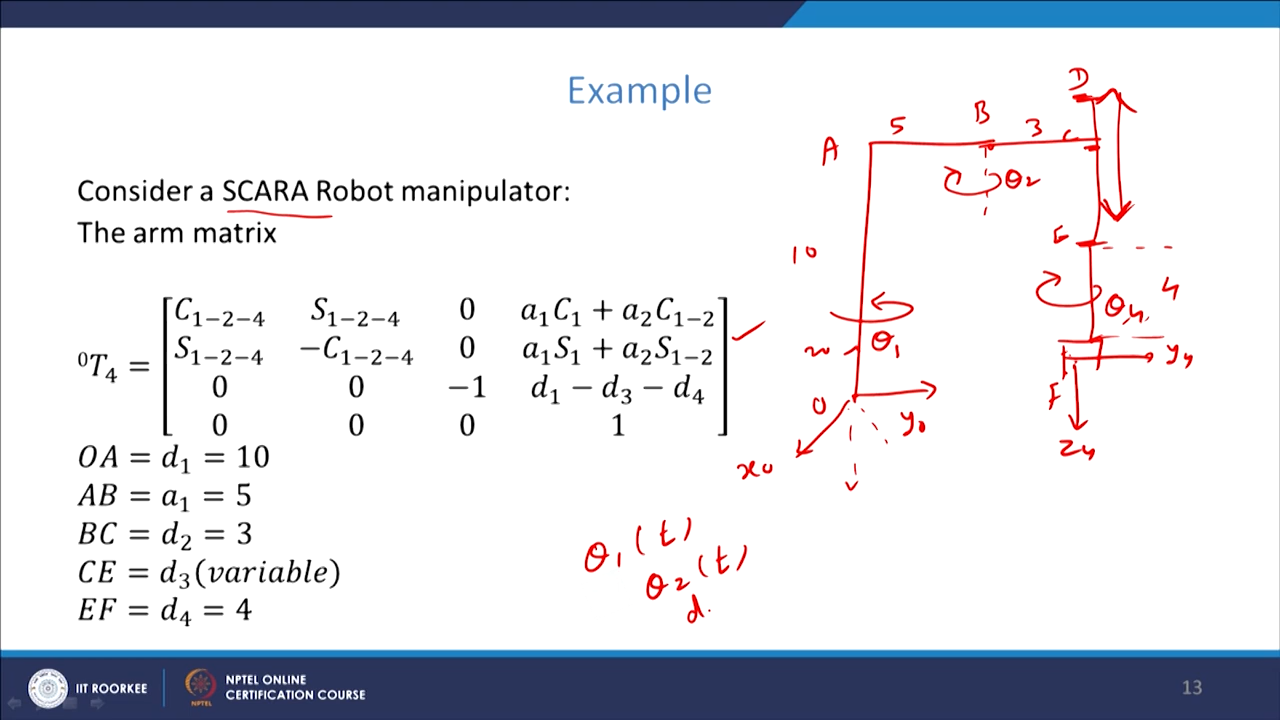 Example
Consider a SCARA Robot manipulator:
The arm matrix
⁰T₄ =
C₁₋₂₋₄ S₁₋₂₋₄ 0 a₁C₁ + a₂C₁₋₂
S₁₋₂₋₄ −C₁₋₂₋₄ 0 a₁S₁ + a₂S₁₋₂
0 0 −1 d₁ − d₃ − d₄
0 0 0 1
OA = d₁ = 10
AB = a₁ = 5
BC = d₂ = 3
CE = d₃(variable)
EF = d₄ = 4
D
A 5 B 3 C
θ₂
10
E
4
θ₄
θ₁
z₀
y₄
F
O
y₀
x₀
z₄
θ₁(t)
θ₂(t)
d
IIT ROORKEE
NPTEL ONLINE
CERTIFICATION COURSE
NPTEL
13